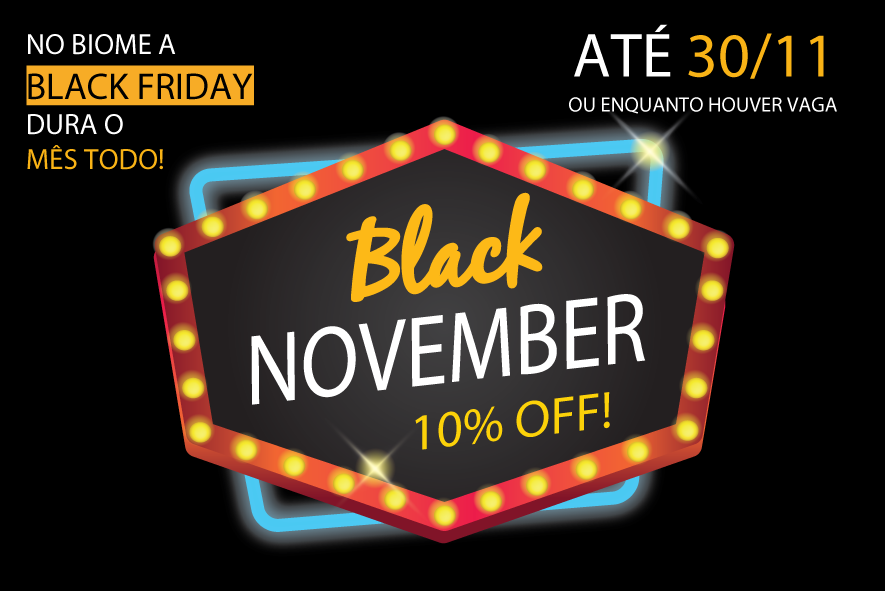 NO BIOME A
BLACK FRIDAY
DURA O
MÊS TODO!
ATÉ 30/11
OU ENQUANTO HOUVER VAGA
Black
NOVEMBER
10% OFF!